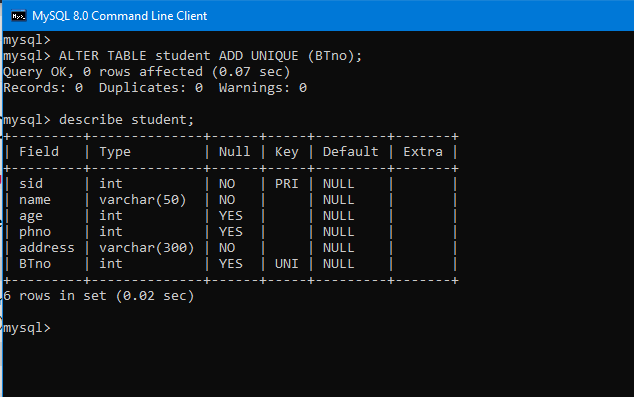 MySQL 8.0 Command Line Client
mysql>
mysql> ALTER TABLE student ADD UNIQUE (BTno);
Query OK, 0 rows affected (0.07 sec)
Records: 0  Duplicates: 0  Warnings: 0
mysql> describe student;
+---------+--------------+------+-----+---------+-------+
| Field   | Type         | Null | Key | Default | Extra |
+---------+--------------+------+-----+---------+-------+
| sid     | int          | NO   | PRI | NULL    |       |
| name    | varchar(50)  | NO   |     | NULL    |       |
| age     | int          | YES  |     | NULL    |       |
| phno    | int          | YES  |     | NULL    |       |
| address | varchar(300) | NO   |     | NULL    |       |
| BTno    | int          | YES  | UNI | NULL    |       |
+---------+--------------+------+-----+---------+-------+
6 rows in set (0.02 sec)
mysql>